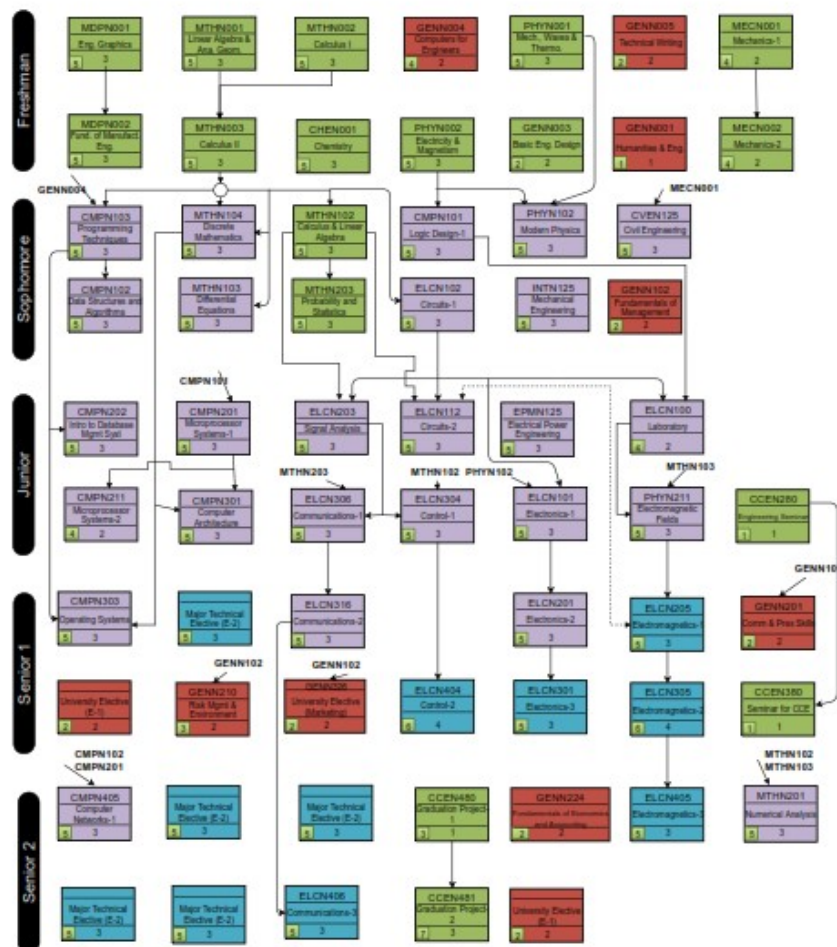 Freshman
MDPN001
Eng. Graphics
5 3
MTHN001
Linear Algebra &
Ana. Geom.
5 3
MTHN002
Calculus I
5 3
GENN004
Computers for
Engineers
4 2
PHYN001
Mech., Waves &
Thermo.
5 3
GENN005
Technical Writing
2 2
MECN001
Mechanics-1
4 2
MDPN002
Fund. of Manufact.
Eng.
5 3
MTHN003
Calculus II
5 3
CHEN001
Chemistry
5 3
PHYN002
Electricity &
Magnetism
5 3
GENN003
Basic Eng. Design
2 2
GENN001
Humanities & Eng.
1 1
MECN002
Mechanics-2
4 2
GENN004
MECN001
Sophomore
CMPN103
Programming
Techniques
5 3
MTHN104
Discrete
Mathematics
5 3
MTHN102
Calculus & Linear
Algebra
5 3
CMPN101
Logic Design-1
5 3
PHYN102
Modern Physics
5 3
CVEN125
Civil Engineering
5 3
CMPN102
Data Structures and
Algorithms
5 3
MTHN103
Differential
Equations
5 3
MTHN203
Probability and
Statistics
5 3
ELCN102
Circuits-1
5 3
INTN125
Mechanical
Engineering
5 3
GENN102
Fundamentals of
Management
2 2
Junior
CMPN101
CMPN202
Intro to Database
Mgmt Syst
5 3
CMPN201
Microprocessor
Systems-1
5 3
ELCN203
Signal Analysis
5 3
ELCN112
Circuits-2
5 3
EPMN125
Electrical Power
Engineering
5 3
ELCN100
Laboratory
4 2
MTHN203
MTHN102
PHYN102
MTHN103
CMPN211
Microprocessor
Systems-2
4 2
CMPN301
Computer
Architecture
5 3
ELCN306
Communications-1
5 3
ELCN304
Control-1
5 3
ELCN101
Electronics-1
5 3
PHYN211
Electromagnetic
Fields
5 3
CCEN280
Engineering Seminar
1 1
GENN10
Senior 1
CMPN303
Operating Systems
5 3
Major Technical
Elective (E-2)
5 3
ELCN316
Communications-2
5 3
ELCN201
Electronics-2
5 3
ELCN205
Electromagnetics-1
5 3
GENN201
Comm & Pres Skills
2 2
GENN102
GENN102
University Elective
(E-1)
2 2
GENN210
Risk Mgmt &
Environment
3 2
GENN326
University Elective
(Marketing)
2 2
ELCN404
Control-2
6 4
ELCN301
Electronics-3
5 3
ELCN305
Electromagnetics-2
6 4
CCEN380
Seminar for CCE
1 1
CMPN102
CMPN201
MTHN102
MTHN103
Senior 2
CMPN405
Computer
Networks-1
5 3
Major Technical
Elective (E-2)
5 3
Major Technical
Elective (E-2)
5 3
CCEN480
Graduation Project-
1
3 1
GENN224
Fundamentals of Economics
and Accounting
2 2
ELCN405
Electromagnetics-3
5 3
MTHN201
Numerical Analysis
5 3
Major Technical
Elective (E-2)
5 3
Major Technical
Elective (E-2)
5 3
ELCN406
Communications-3
5 3
CCEN481
Graduation Project-
2
7 3
University Elective
(E-1)
2 2